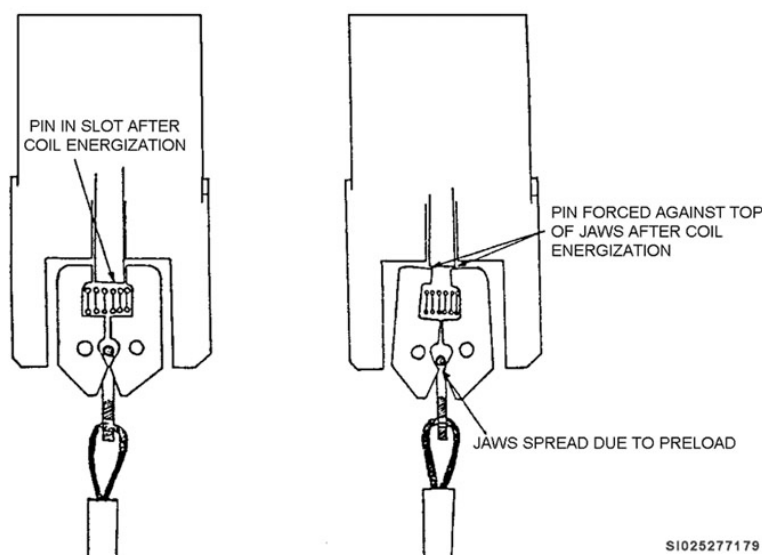 PIN IN SLOT AFTER
COIL ENERGIZATION
PIN FORCED AGAINST TOP
OF JAWS AFTER COIL
ENERGIZATION
JAWS SPREAD DUE TO PRELOAD
SI025277179